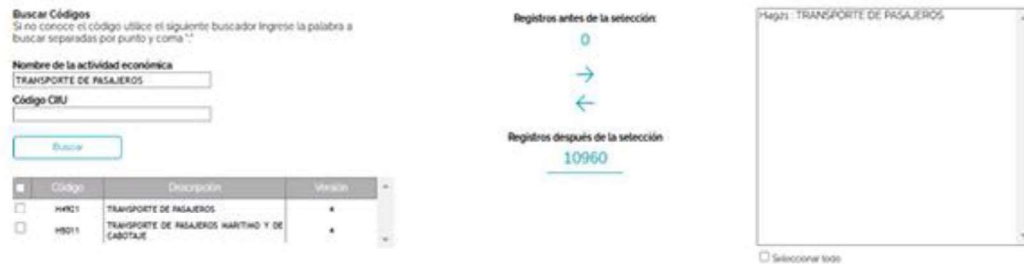 Buscar Códigos
Si no conoce el código utilice el siguiente buscador Ingrese la palabra a
buscar separadas por punto y coma ";"
Nombre de la actividad económica
TRANSPORTE DE PASAJEROS
Código CIIU
Buscar
Código Descripción Versión
H4921 TRANSPORTE DE PASAJEROS 4
H5011 TRANSPORTE DE PASAJEROS MARITIMO Y DE
CABOTAJE 4
Registros antes de la selección:
0
Registros después de la selección
10960
H4921 : TRANSPORTE DE PASAJEROS
Seleccionar todo